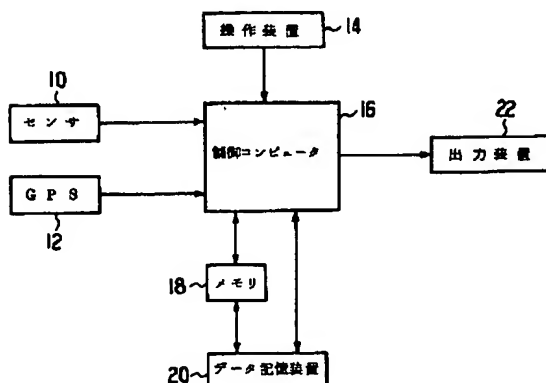 操作装置 14
10
センサ
16
制御コンピュータ
22
出力装置
GPS
12
18 メモリ
20 データ記憶装置